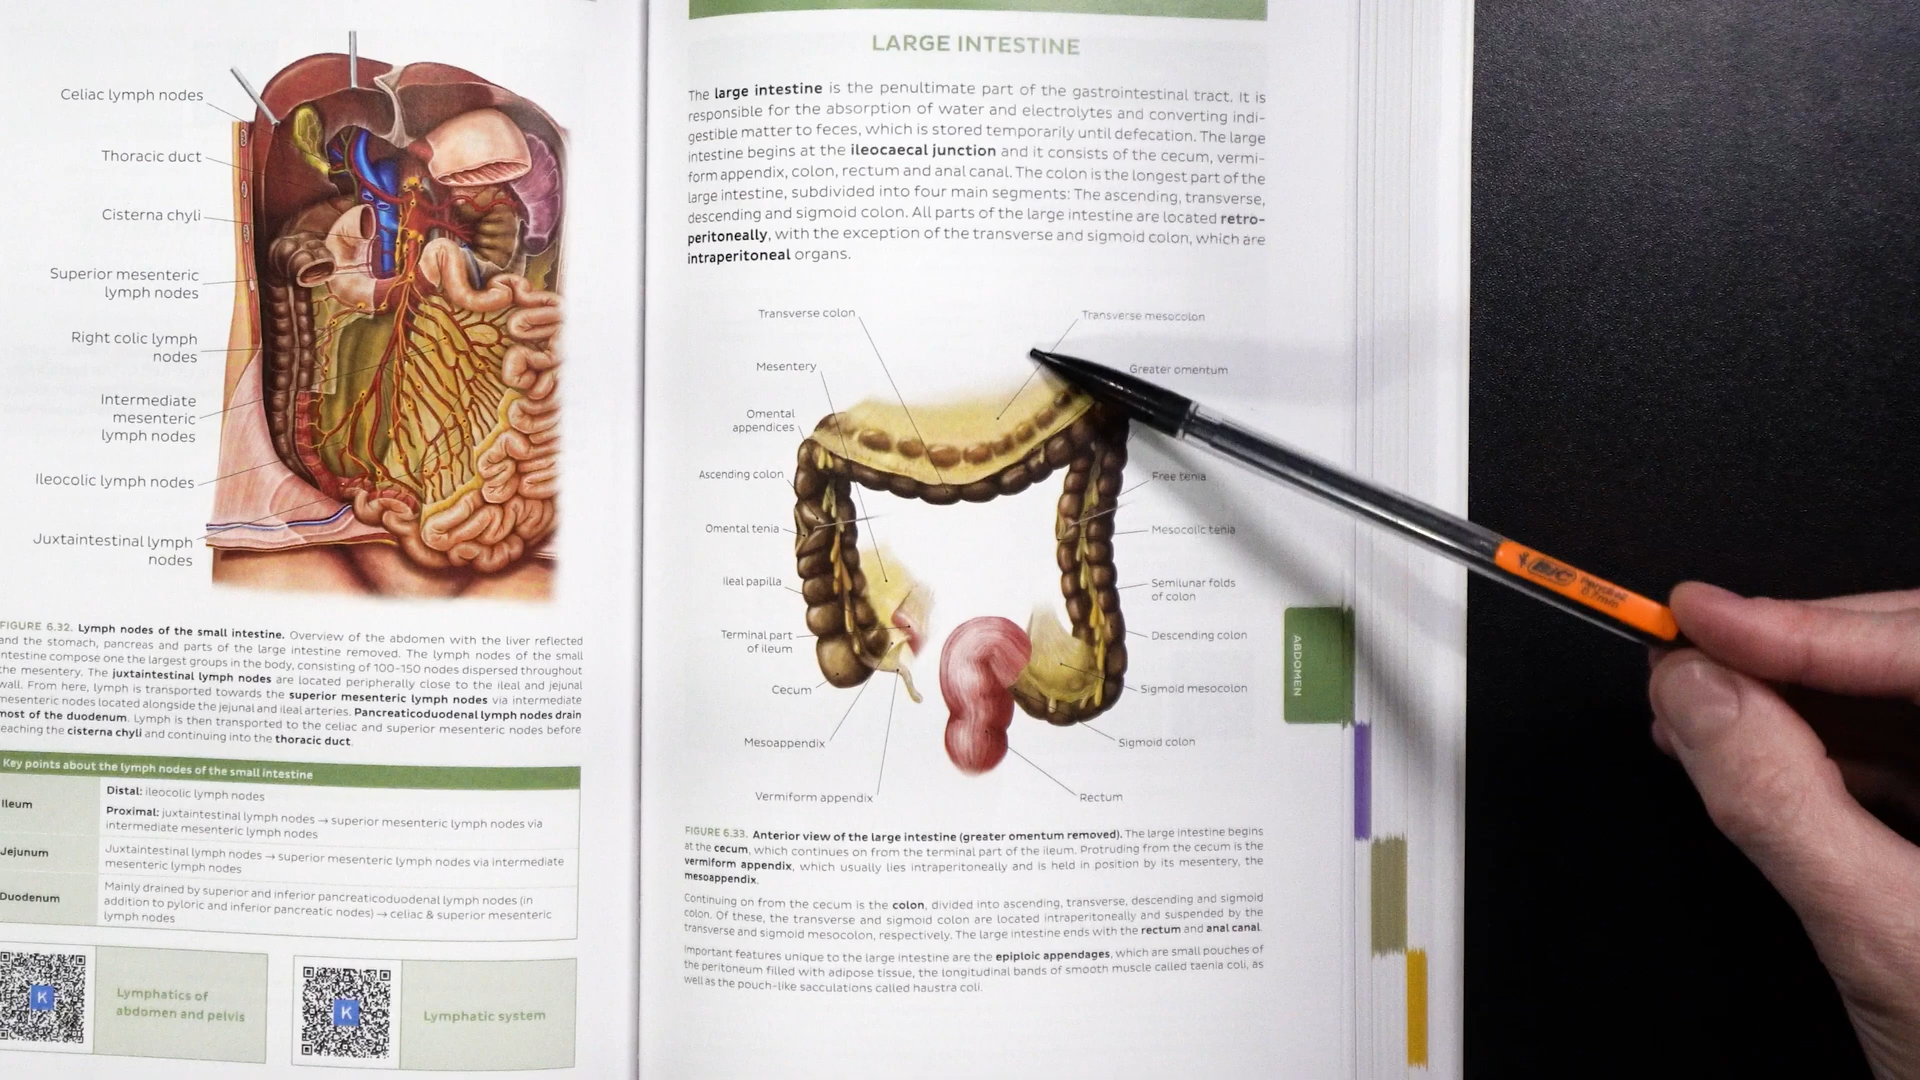 Celiac lymph nodes
Thoracic duct
Cisterna chyli
Superior mesenteric
lymph nodes
Right colic lymph
nodes
Intermediate
mesenteric
lymph nodes
Ileocolic lymph nodes
Juxtaintestinal lymph
nodes
FIGURE 6.32. Lymph nodes of the small intestine. Overview of the abdomen with the liver reflected
and the stomach, pancreas and parts of the large intestine removed. The lymph nodes of the small
intestine compose one the largest groups in the body, consisting of 100-150 nodes dispersed throughout
the mesentery. The juxtaintestinal lymph nodes are located peripherally close to the ileal and jejunal
wall. From here, lymph is transported towards the superior mesenteric lymph nodes via intermediate
mesenteric nodes located alongside the jejunal and ileal arteries. Pancreaticoduodenal lymph nodes drain
most of the duodenum. Lymph is then transported to the celiac and superior mesenteric nodes before
reaching the cisterna chyli and continuing into the thoracic duct.
Key points about the lymph nodes of the small intestine
Ileum
Distal: ileocolic lymph nodes
Proximal: juxtaintestinal lymph nodes → superior mesenteric lymph nodes via
intermediate mesenteric lymph nodes
Jejunum
Juxtaintestinal lymph nodes → superior mesenteric lymph nodes via intermediate
mesenteric lymph nodes
Duodenum
Mainly drained by superior and inferior pancreaticoduodenal lymph nodes (in
addition to pyloric and inferior pancreatic nodes) → celiac & superior mesenteric
lymph nodes
K
Lymphatics of
abdomen and pelvis
K
Lymphatic system
LARGE INTESTINE
The large intestine is the penultimate part of the gastrointestinal tract. It is
responsible for the absorption of water and electrolytes and converting indi-
gestible matter to feces, which is stored temporarily until defecation. The large
intestine begins at the ileocaecal junction and it consists of the cecum, vermi-
form appendix, colon, rectum and anal canal. The colon is the longest part of the
large intestine, subdivided into four main segments: The ascending, transverse,
descending and sigmoid colon. All parts of the large intestine are located retro-
peritoneally, with the exception of the transverse and sigmoid colon, which are
intraperitoneal organs.
Transverse colon
Mesentery
Omental
appendices
Ascending colon
Omental tenia
Ileal papilla
Terminal part
of ileum
Cecum
Mesoappendix
Vermiform appendix
Transverse mesocolon
Greater omentum
Free tenia
Mesocolic tenia
Semilunar folds
of colon
Descending colon
Sigmoid mesocolon
Sigmoid colon
Rectum
FIGURE 6.33. Anterior view of the large intestine (greater omentum removed). The large intestine begins
at the cecum, which continues on from the terminal part of the ileum. Protruding from the cecum is the
vermiform appendix, which usually lies intraperitoneally and is held in position by its mesentery, the
mesoappendix.
Continuing on from the cecum is the colon, divided into ascending, transverse, descending and sigmoid
colon. Of these, the transverse and sigmoid colon are located intraperitoneally and suspended by the
transverse and sigmoid mesocolon, respectively. The large intestine ends with the rectum and anal canal.
Important features unique to the large intestine are the epiploic appendages, which are small pouches of
the peritoneum filled with adipose tissue, the longitudinal bands of smooth muscle called taenia coli, as
well as the pouch-like sacculations called haustra coli.
ABDOMEN
BIC
0.7mm